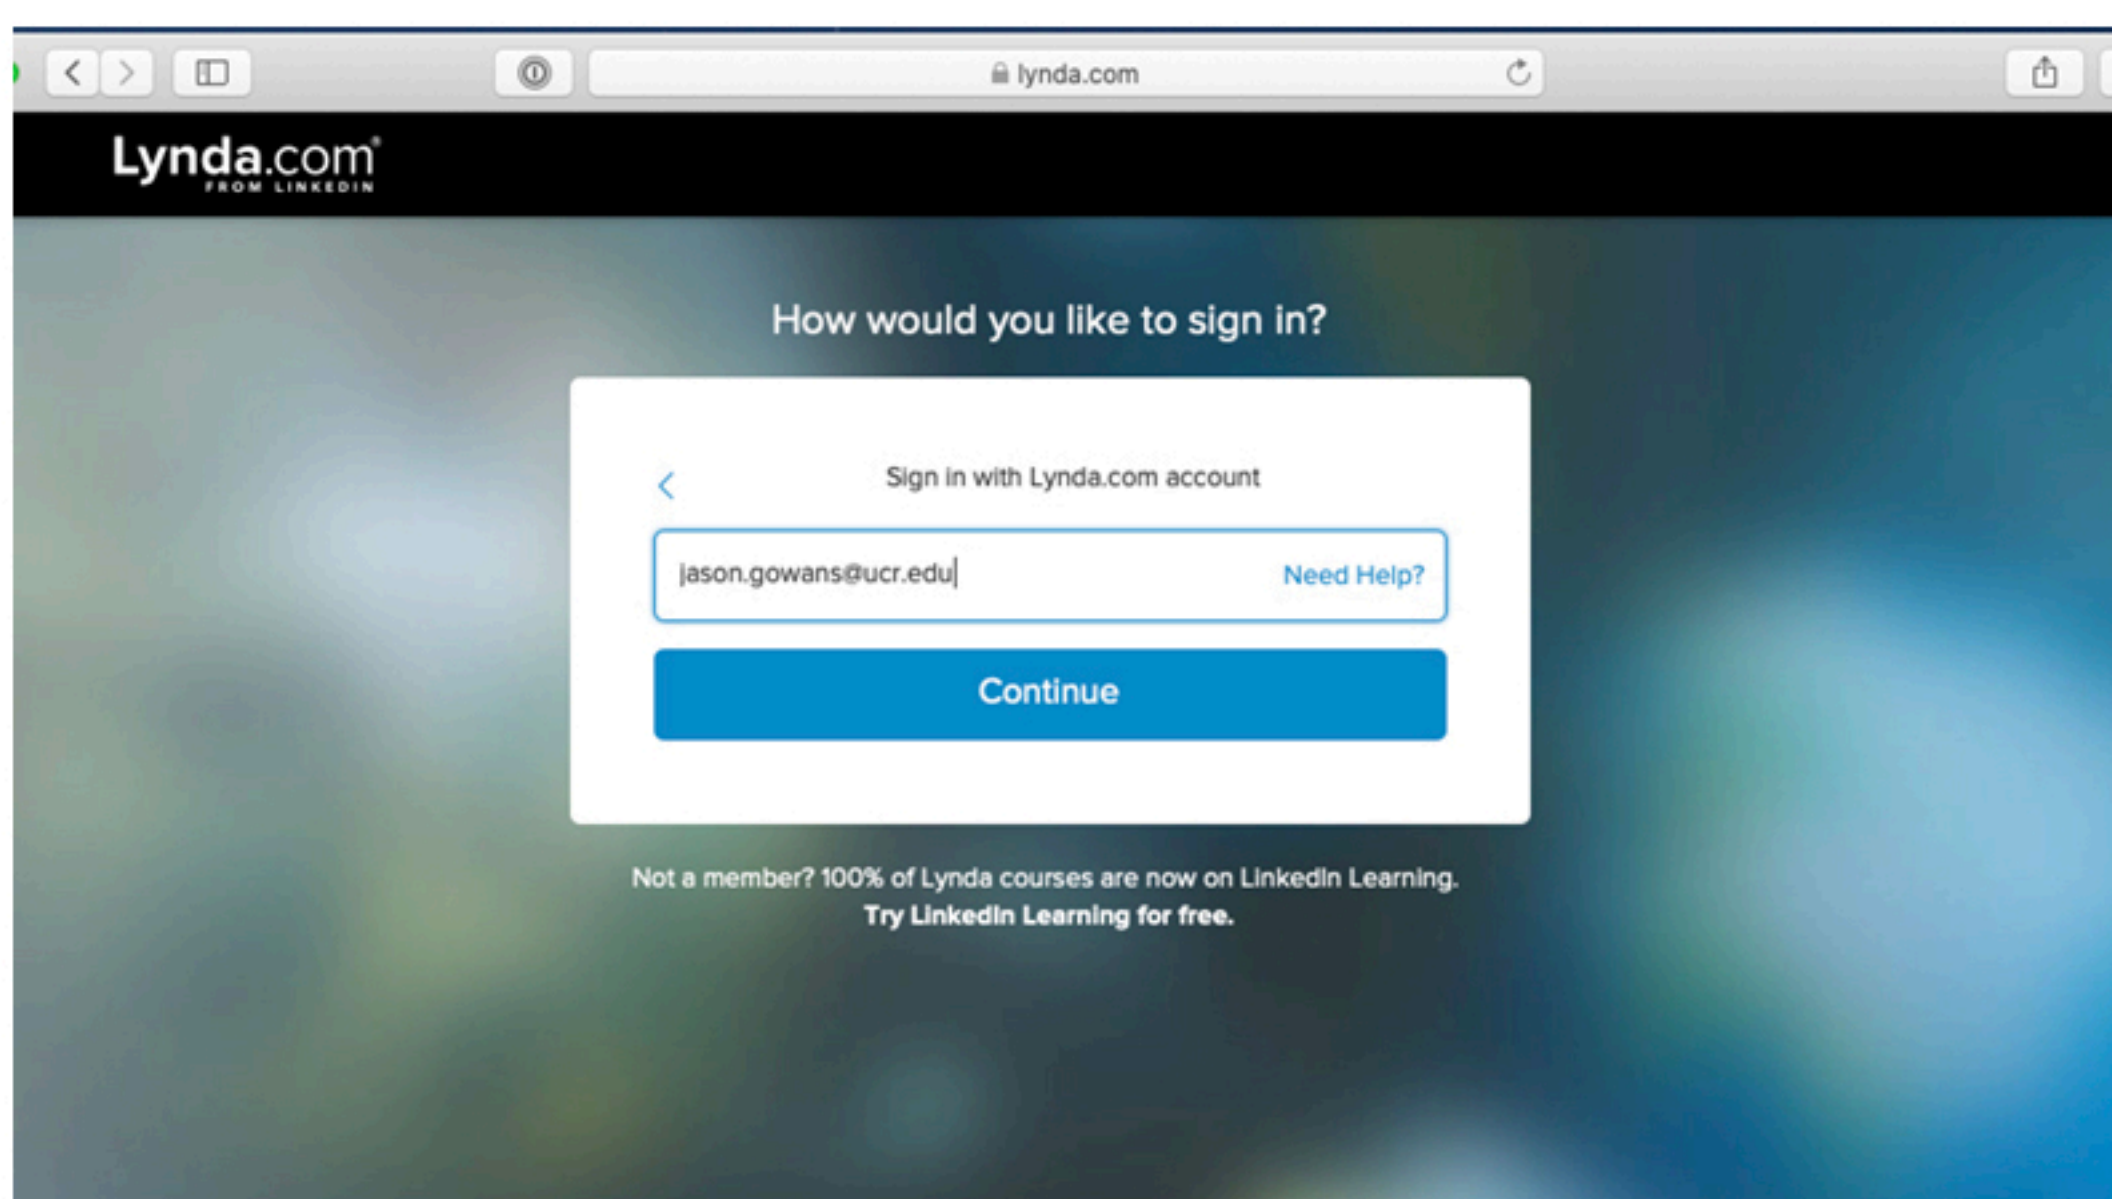 lynda.com
Lynda.com®
FROM LINKEDIN
How would you like to sign in?
Sign in with Lynda.com account
jason.gowans@ucr.edu Need Help?
Continue
Not a member? 100% of Lynda courses are now on LinkedIn Learning.
Try LinkedIn Learning for free.